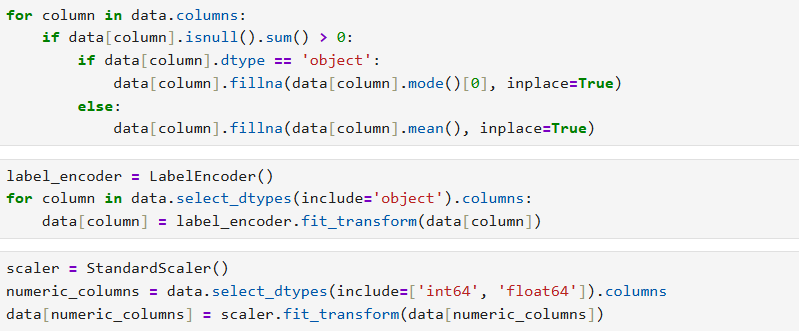 for column in data.columns:
    if data[column].isnull().sum() > 0:
        if data[column].dtype == 'object':
            data[column].fillna(data[column].mode()[0], inplace=True)
        else:
            data[column].fillna(data[column].mean(), inplace=True)
label_encoder = LabelEncoder()
for column in data.select_dtypes(include='object').columns:
    data[column] = label_encoder.fit_transform(data[column])
scaler = StandardScaler()
numeric_columns = data.select_dtypes(include=['int64', 'float64']).columns
data[numeric_columns] = scaler.fit_transform(data[numeric_columns])